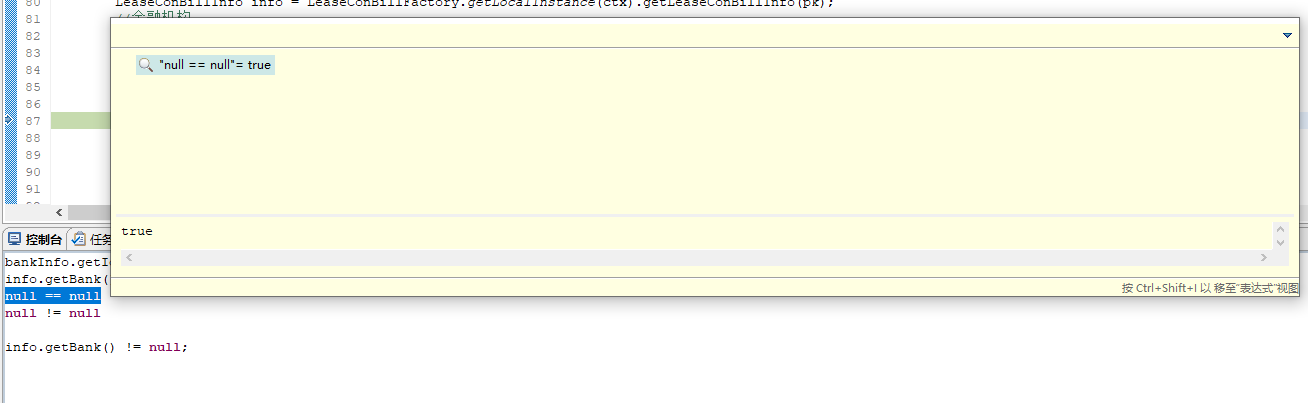 80 LeaseConBillInfo info = LeaseConBillFactory.getLocalInstance(ctx).getLeaseConBillInfo(pk);
81 //金融机构
82
83
84
85
86
87
88
89
90
91
"null == null"= true
true
按 Ctrl+Shift+I 以 移至“表达式”视图
控制台 任务
bankInfo.getI
info.getBank(
null == null
null != null
info.getBank() != null;